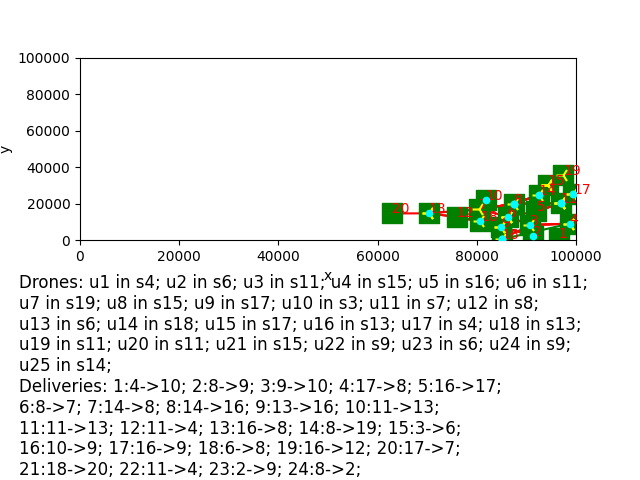 100000
80000
60000
40000
20000
0
y
0 20000 40000 60000 80000 100000
x
20
17
Drones: u1 in s4; u2 in s6; u3 in s11; u4 in s15; u5 in s16; u6 in s11;
u7 in s19; u8 in s15; u9 in s17; u10 in s3; u11 in s7; u12 in s8;
u13 in s6; u14 in s18; u15 in s17; u16 in s13; u17 in s4; u18 in s13;
u19 in s11; u20 in s11; u21 in s15; u22 in s9; u23 in s6; u24 in s9;
u25 in s14;
Deliveries: 1:4->10; 2:8->9; 3:9->10; 4:17->8; 5:16->17;
6:8->7; 7:14->8; 8:14->16; 9:13->16; 10:11->13;
11:11->13; 12:11->4; 13:16->8; 14:8->19; 15:3->6;
16:10->9; 17:16->9; 18:6->8; 19:16->12; 20:17->7;
21:18->20; 22:11->4; 23:2->9; 24:8->2;